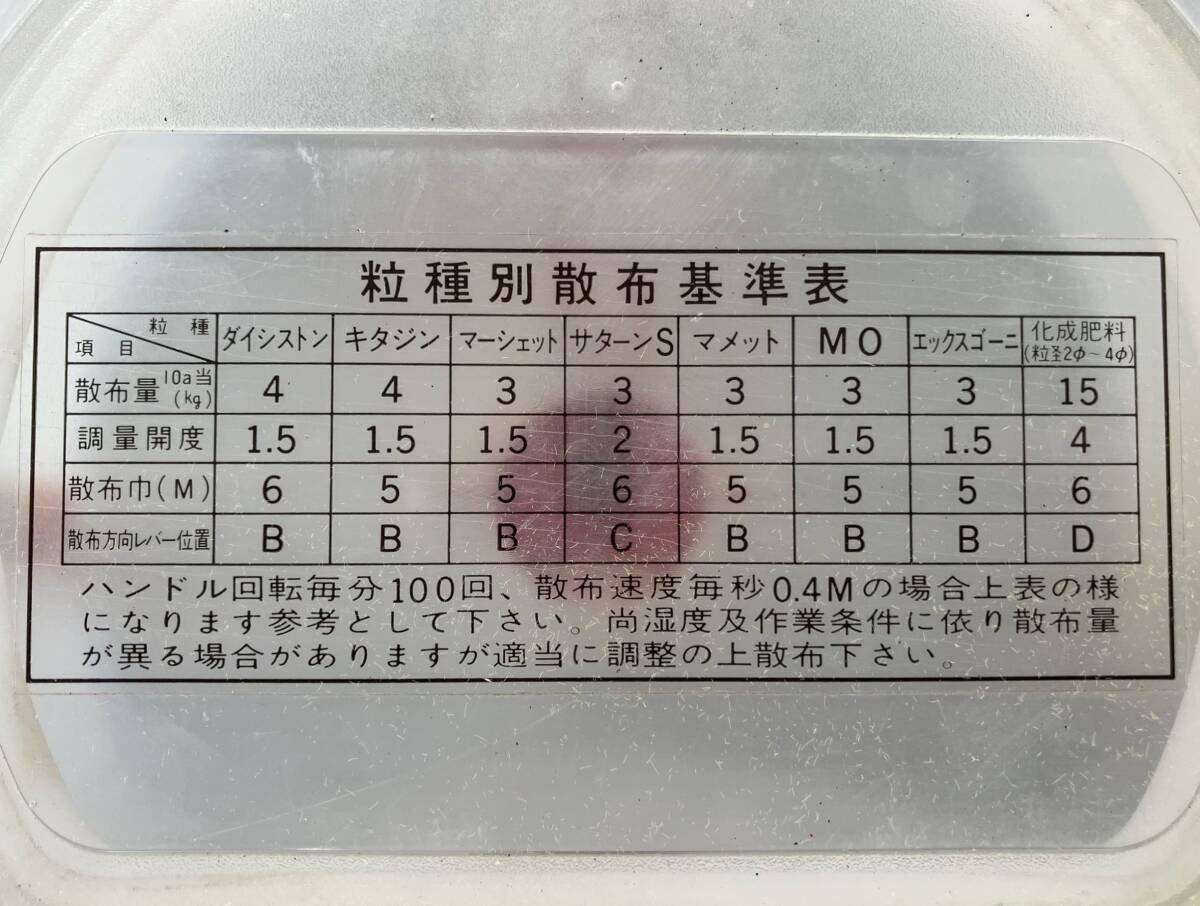 粒種別散布基準表
粒種 項目 ダイシストン キタジン マーシェット サターンS マメット MO エックスゴーニ 化成肥料(粒径2φ〜4φ)
散布量10a当(kg) 4 4 3 3 3 3 3 15
調量開度 1.5 1.5 1.5 2 1.5 1.5 1.5 4
散布巾(M) 6 5 5 6 5 5 5 6
散布方向レバー位置 B B B C B B B D
ハンドル回転毎分100回、散布速度毎秒0.4Mの場合上表の様
になります参考として下さい。尚湿度及作業条件に依り散布量
が異る場合がありますが適当に調整の上散布下さい。